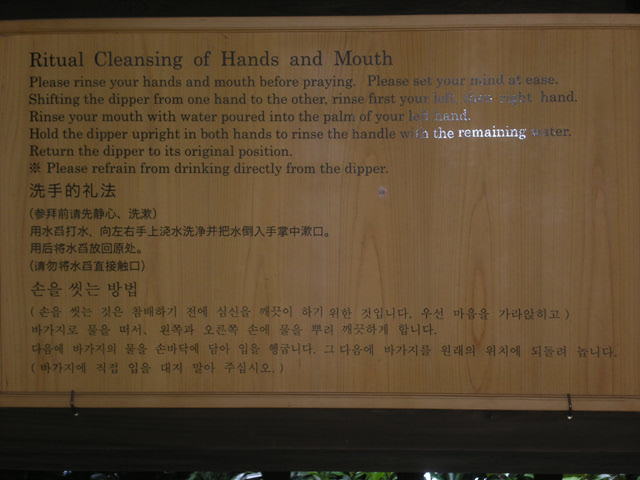 Ritual Cleansing of Hands and Mouth
Please rinse your hands and mouth before praying. Please set your mind at ease.
Shifting the dipper from one hand to the other, rinse first your left, then right hand.
Rinse your mouth with water poured into the palm of your left hand.
Hold the dipper upright in both hands to rinse the handle with the remaining water.
Return the dipper to its original position.
※ Please refrain from drinking directly from the dipper.
洗手的礼法
(参拜前请先静心、洗漱)
用水舀打水、向左右手上浇水洗净并把水倒入手掌中漱口。
用后将水舀放回原处。
(请勿将水舀直接触口)
손을 씻는 방법
( 손을 씻는 것은 참배하기 전에 심신을 깨끗이 하기 위한 것입니다. 우선 마음을 가라앉히고 )
바가지로 물을 떠서、 왼쪽과 오른쪽 손에 물을 뿌려 깨끗하게 합니다.
다음에 바가지의 물을 손바닥에 담아 입을 헹굽니다. 그 다음에 바가지를 원래의 위치에 되돌려 놓니다.
( 바가지에 직접 입을 대지 말아 주십시오. )